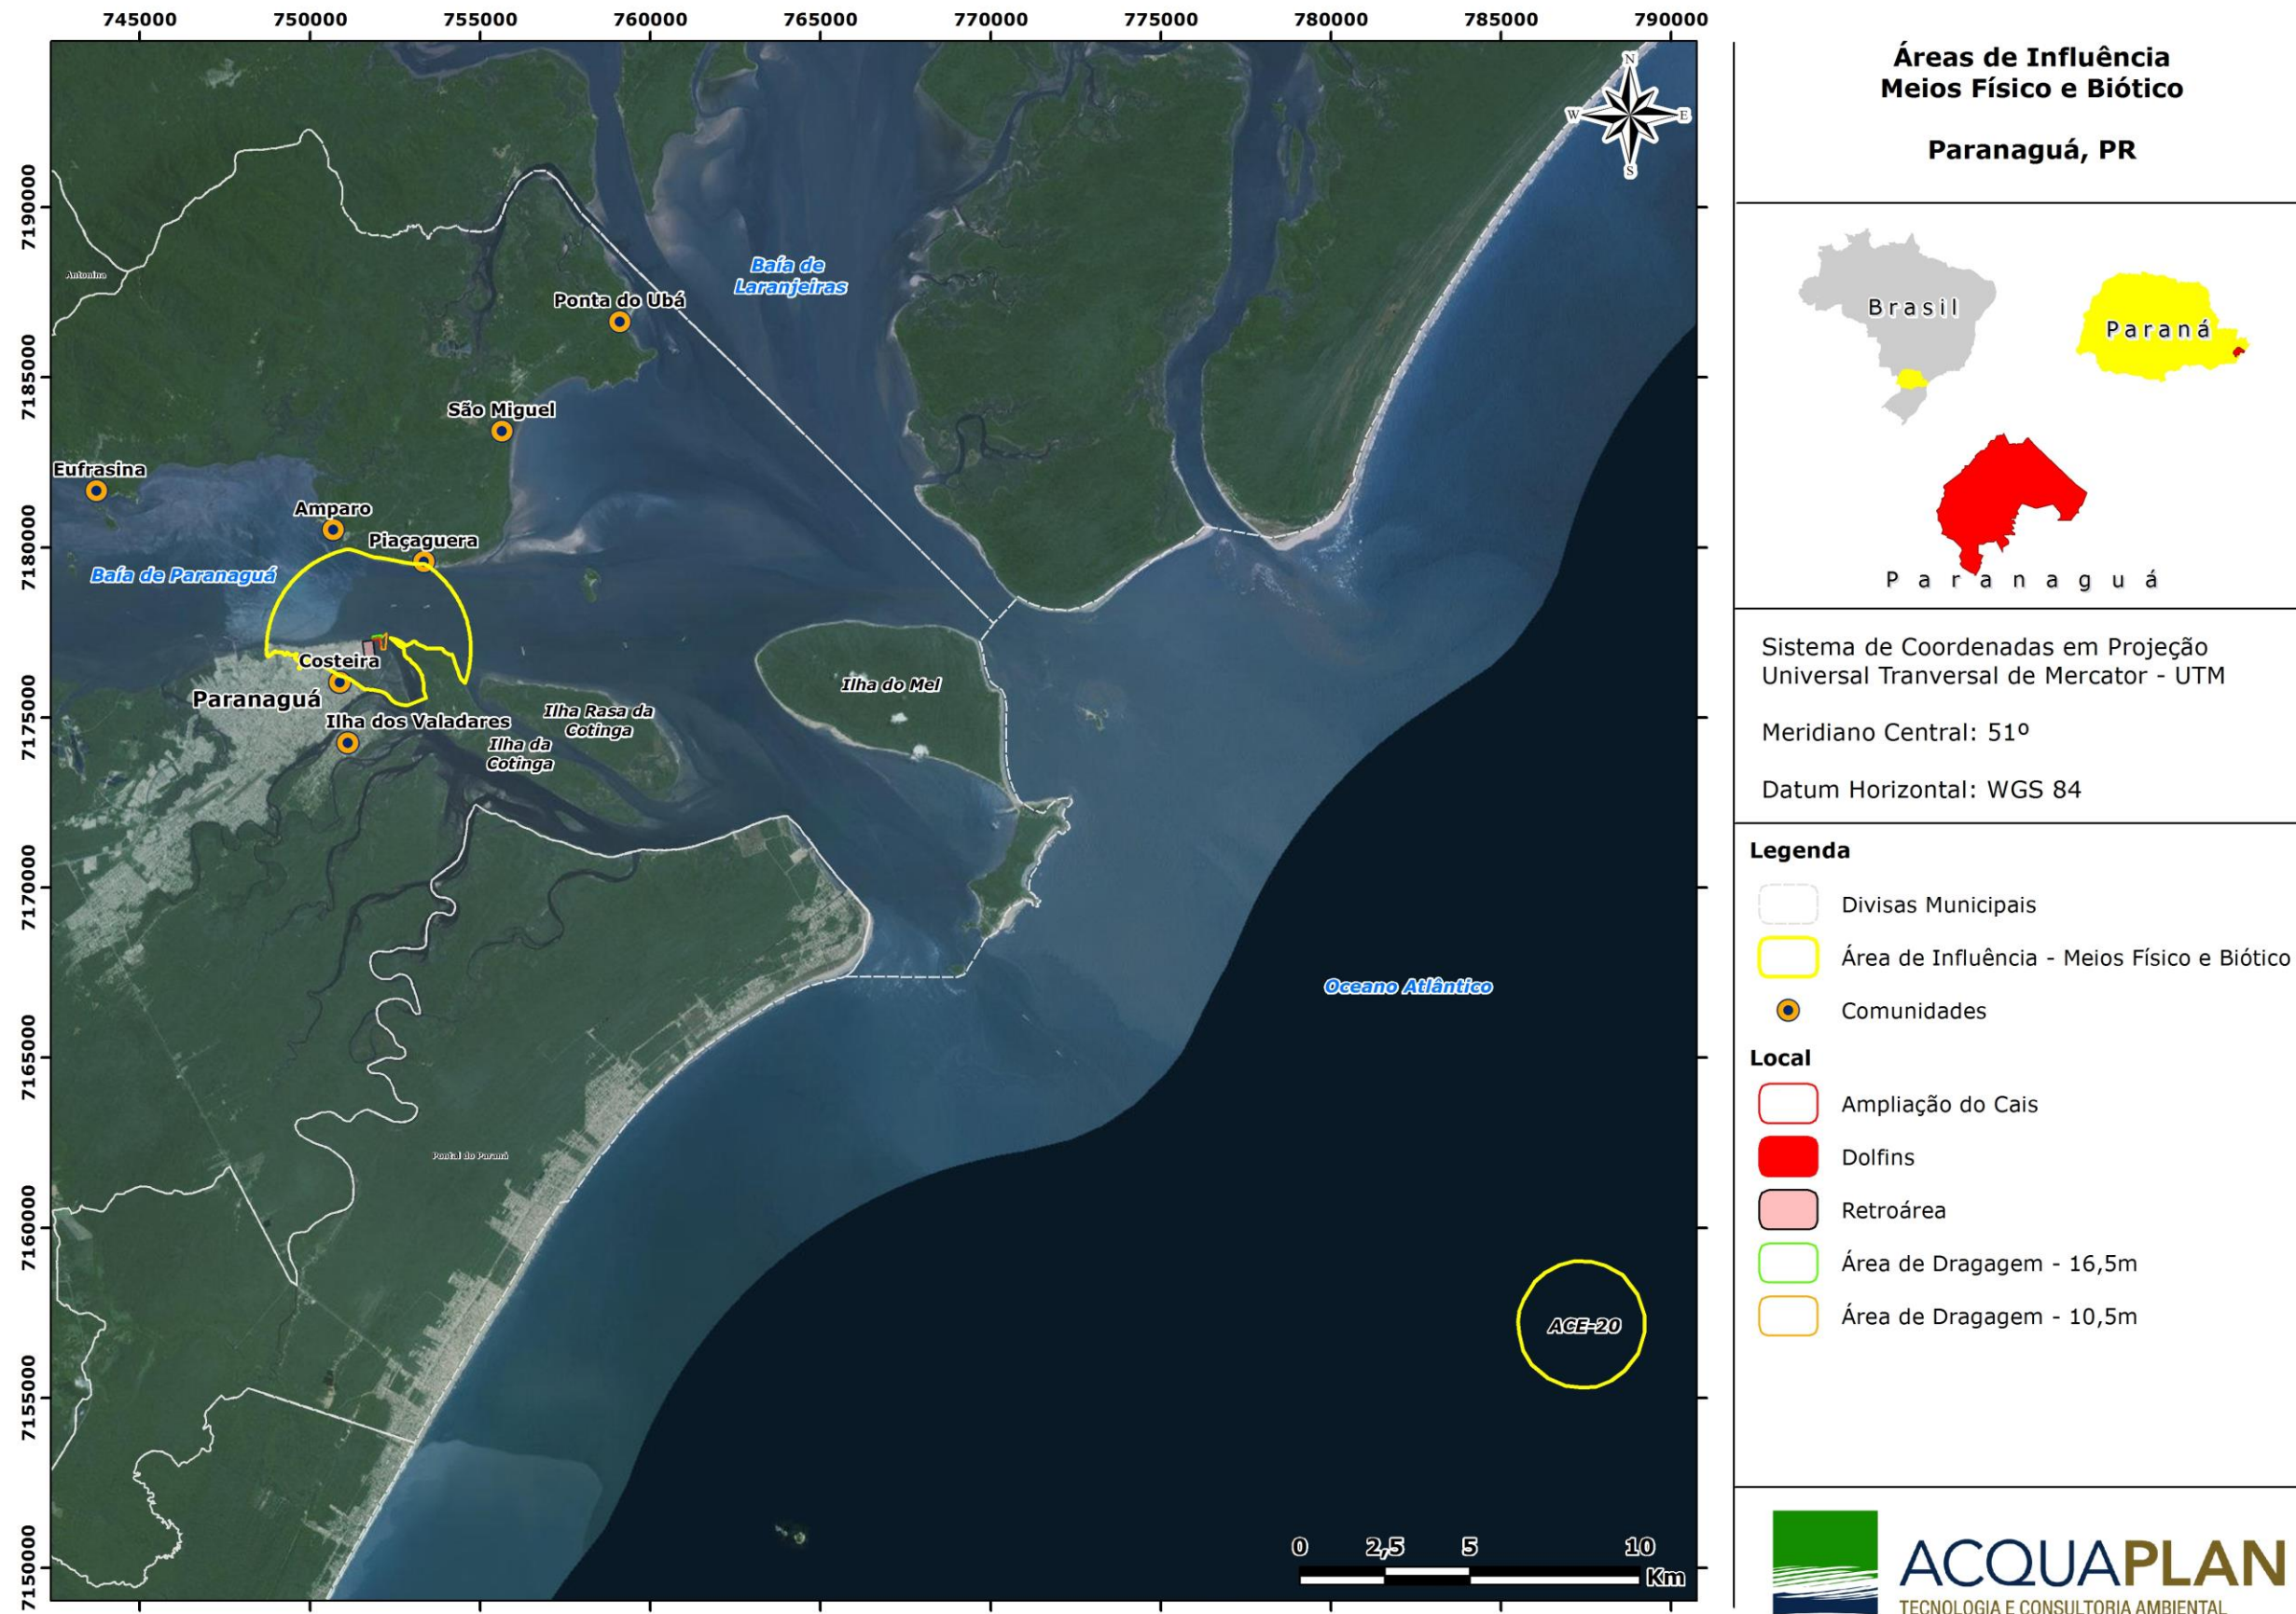 745000 750000 755000 760000 765000 770000 775000 780000 785000 790000
7190000
7185000
7180000
7175000
7170000
7165000
7160000
7155000
7150000
N
W E
S
Antonina
Baía de
Laranjeiras
Ponta do Ubá
São Miguel
Eufrasina
Amparo
Piaçaguera
Baía de Paranaguá
Costeira
Paranaguá
Ilha dos Valadares
Ilha Rasa da
Cotinga
Ilha da
Cotinga
Ilha do Mel
Oceano Atlântico
Pontal do Paraná
ACE-20
0 2,5 5 10
Km
Áreas de Influência
Meios Físico e Biótico
Paranaguá, PR
Brasil
Paraná
Paranaguá
Sistema de Coordenadas em Projeção
Universal Tranversal de Mercator - UTM
Meridiano Central: 51º
Datum Horizontal: WGS 84
Legenda
Divisas Municipais
Área de Influência - Meios Físico e Biótico
Comunidades
Local
Ampliação do Cais
Dolfins
Retroárea
Área de Dragagem - 16,5m
Área de Dragagem - 10,5m
ACQUAPLAN
TECNOLOGIA E CONSULTORIA AMBIENTAL